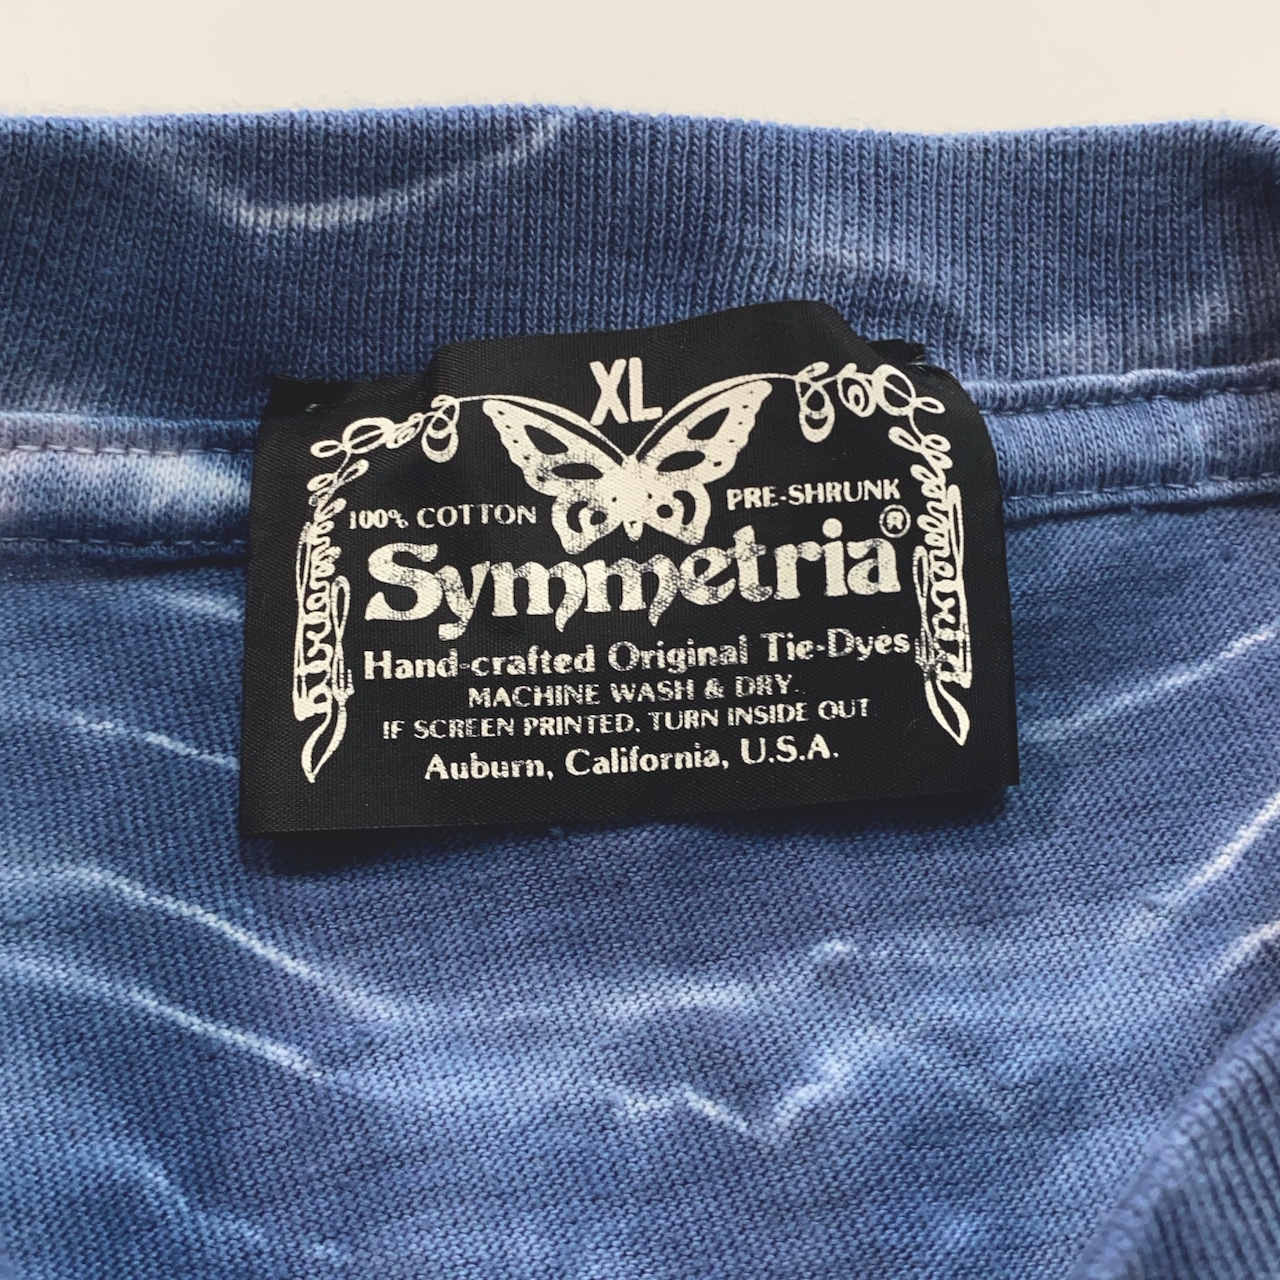 XL
100% COTTON
PRE-SHRUNK
Symmetria®
Hand-crafted Original Tie-Dyes
MACHINE WASH & DRY.
IF SCREEN PRINTED, TURN INSIDE OUT
Auburn, California, U.S.A.